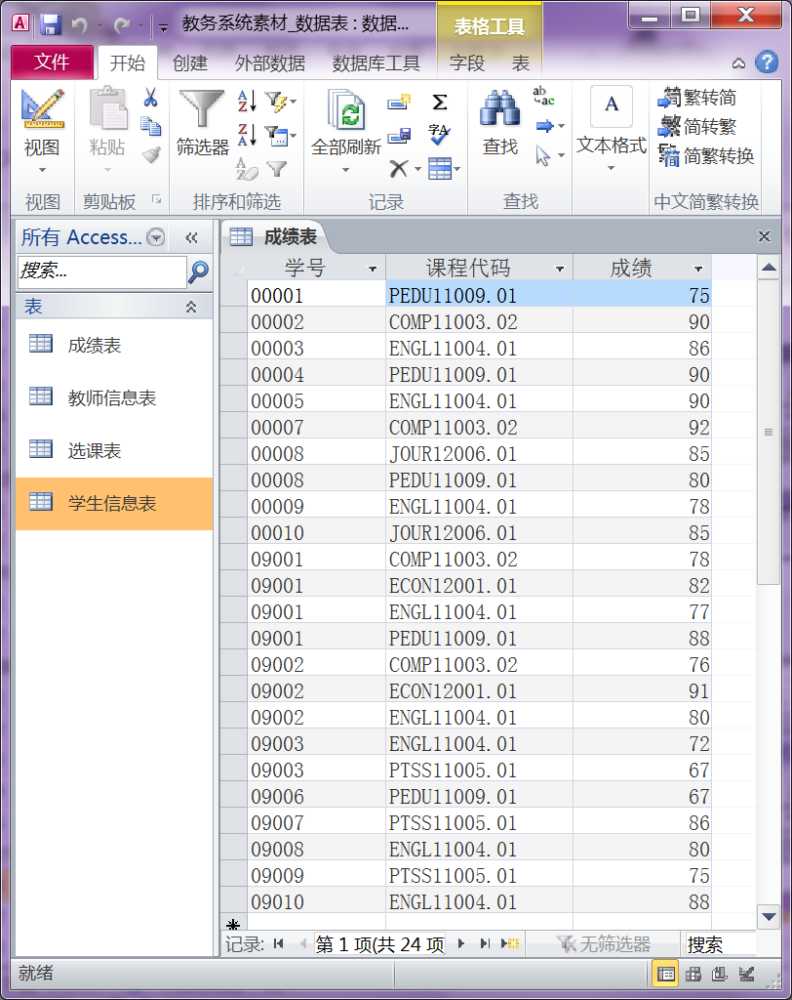 教务系统素材_数据表 : 数据...
表格工具
文件 开始 创建 外部数据 数据库工具 字段 表
视图 粘贴 筛选器 全部刷新 查找 文本格式
繁转简
简转繁
简繁转换
视图 剪贴板 排序和筛选 记录 查找 中文简繁转换
所有 Access...
搜索...
表
成绩表
教师信息表
选课表
学生信息表
成绩表
学号 课程代码 成绩
00001 PEDU11009.01 75
00002 COMP11003.02 90
00003 ENGL11004.01 86
00004 PEDU11009.01 90
00005 ENGL11004.01 90
00007 COMP11003.02 92
00008 JOUR12006.01 85
00008 PEDU11009.01 80
00009 ENGL11004.01 78
00010 JOUR12006.01 85
09001 COMP11003.02 78
09001 ECON12001.01 82
09001 ENGL11004.01 77
09001 PEDU11009.01 88
09002 COMP11003.02 76
09002 ECON12001.01 91
09002 ENGL11004.01 80
09003 ENGL11004.01 72
09003 PTSS11005.01 67
09006 PEDU11009.01 67
09007 PTSS11005.01 86
09008 ENGL11004.01 80
09009 PTSS11005.01 75
09010 ENGL11004.01 88
记录: 第 1 项(共 24 项 无筛选器 搜索
就绪